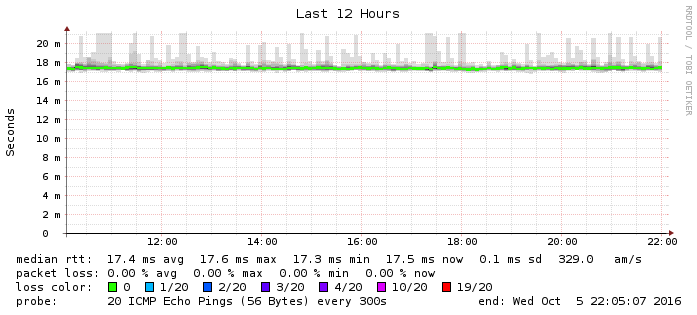 Last 12 Hours
RRDTOOL / TOBI OETIKER
Seconds
20 m
18 m
16 m
14 m
12 m
10 m
8 m
6 m
4 m
2 m
0
12:00 14:00 16:00 18:00 20:00 22:00
median rtt: 17.4 ms avg 17.6 ms max 17.3 ms min 17.5 ms now 0.1 ms sd 329.0 am/s
packet loss: 0.00 % avg 0.00 % max 0.00 % min 0.00 % now
loss color: 0 1/20 2/20 3/20 4/20 10/20 19/20
probe: 20 ICMP Echo Pings (56 Bytes) every 300s end: Wed Oct 5 22:05:07 2016